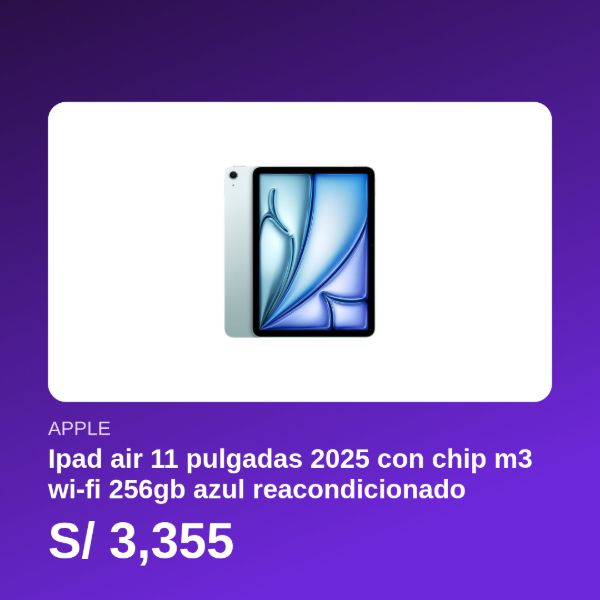 APPLE
Ipad air 11 pulgadas 2025 con chip m3
wi-fi 256gb azul reacondicionado
S/ 3,355